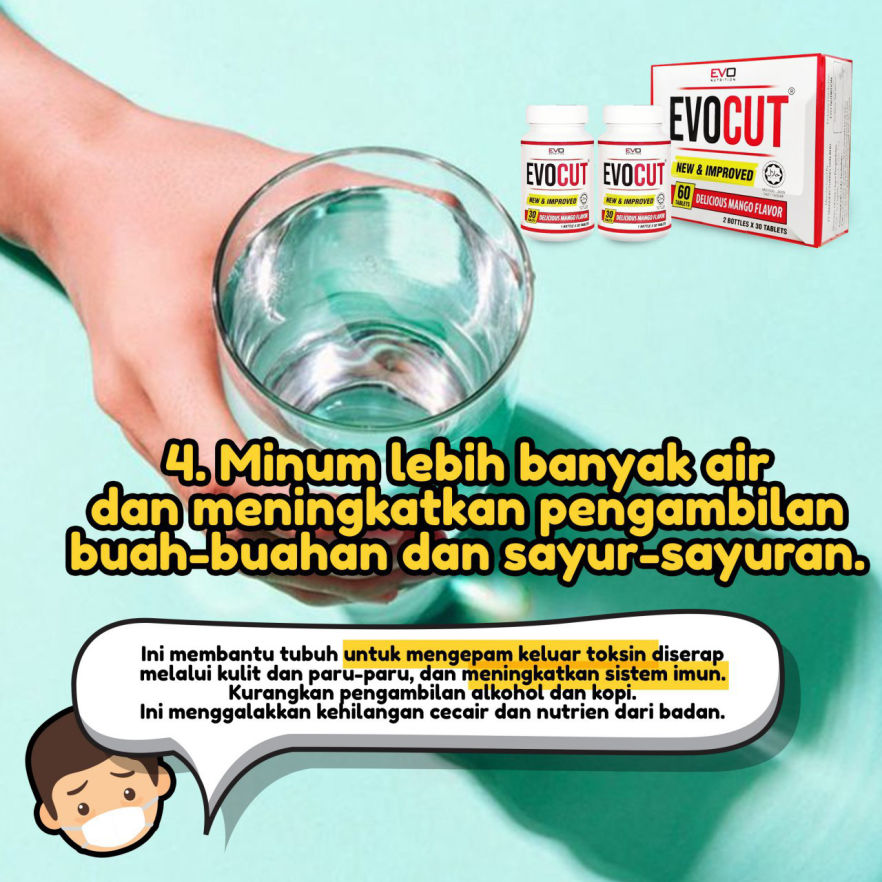 EVO
NUTRITION
EVOCUT®
NEW & IMPROVED
60
TABLETS
DELICIOUS MANGO FLAVOR
2 BOTTLES X 30 TABLETS
EVO
EVOCUT
NEW & IMPROVED
30
DELICIOUS MANGO FLAVOR
1 BOTTLE X 30 TABLETS
EVO
EVOCUT
NEW & IMPROVED
30
DELICIOUS MANGO FLAVOR
1 BOTTLE X 30 TABLETS
4. Minum lebih banyak air
dan meningkatkan pengambilan
buah-buahan dan sayur-sayuran.
Ini membantu tubuh untuk mengepam keluar toksin diserap
melalui kulit dan paru-paru, dan meningkatkan sistem imun.
Kurangkan pengambilan alkohol dan kopi.
Ini menggalakkan kehilangan cecair dan nutrien dari badan.